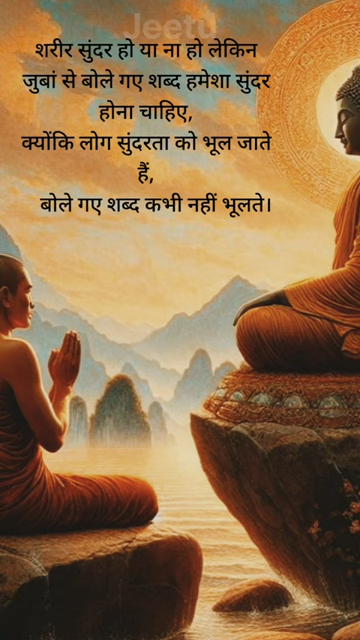 Jeetu
शरीर सुंदर हो या ना हो लेकिन
जुबां से बोले गए शब्द हमेशा सुंदर
होना चाहिए,
क्योंकि लोग सुंदरता को भूल जाते
हैं,
बोले गए शब्द कभी नहीं भूलते।